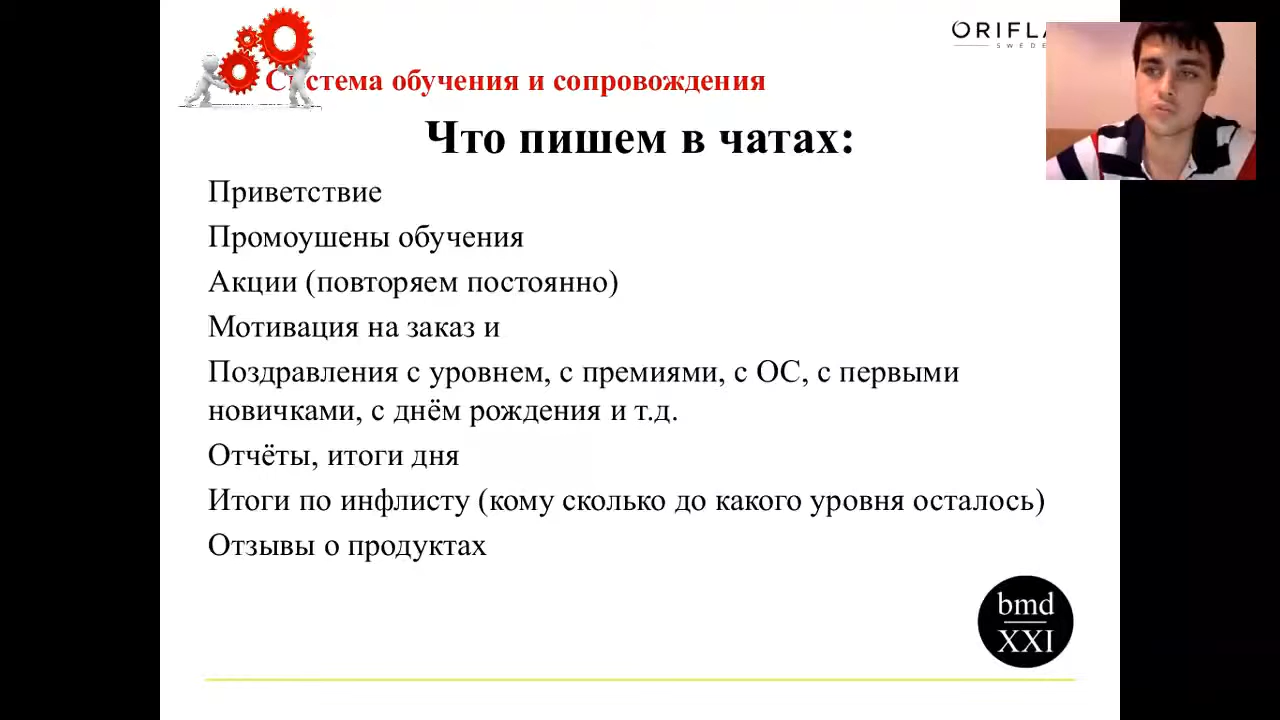 ORIFLA
SWEDE
Система обучения и сопровождения
Что пишем в чатах:
Приветствие
Промоушены обучения
Акции (повторяем постоянно)
Мотивация на заказ и
Поздравления с уровнем, с премиями, с ОС, с первыми
новичками, с днём рождения и т.д.
Отчёты, итоги дня
Итоги по инфлисту (кому сколько до какого уровня осталось)
Отзывы о продуктах
bmd
XXI